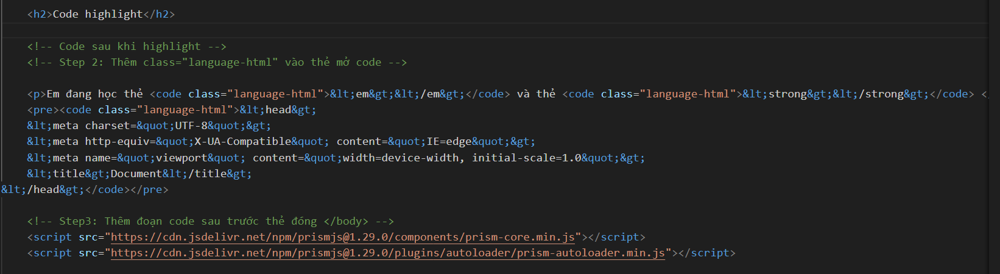 <h2>Code highlight</h2>
<!-- Code sau khi highlight -->
<!-- Step 2: Thêm class="language-html" vào thẻ mở code -->
<p>Em đang học thẻ <code class="language-html">&lt;em&gt;&lt;/em&gt;</code> và thẻ <code class="language-html">&lt;strong&gt;&lt;/strong&gt;</code> </
<pre><code class="language-html">&lt;head&gt;
&lt;meta charset=&quot;UTF-8&quot;&gt;
&lt;meta http-equiv=&quot;X-UA-Compatible&quot; content=&quot;IE=edge&quot;&gt;
&lt;meta name=&quot;viewport&quot; content=&quot;width=device-width, initial-scale=1.0&quot;&gt;
&lt;title&gt;Document&lt;/title&gt;
&lt;/head&gt;</code></pre>
<!-- Step3: Thêm đoạn code sau trước thẻ đóng </body> -->
<script src="https://cdn.jsdelivr.net/npm/prismjs@1.29.0/components/prism-core.min.js"></script>
<script src="https://cdn.jsdelivr.net/npm/prismjs@1.29.0/plugins/autoloader/prism-autoloader.min.js"></script>